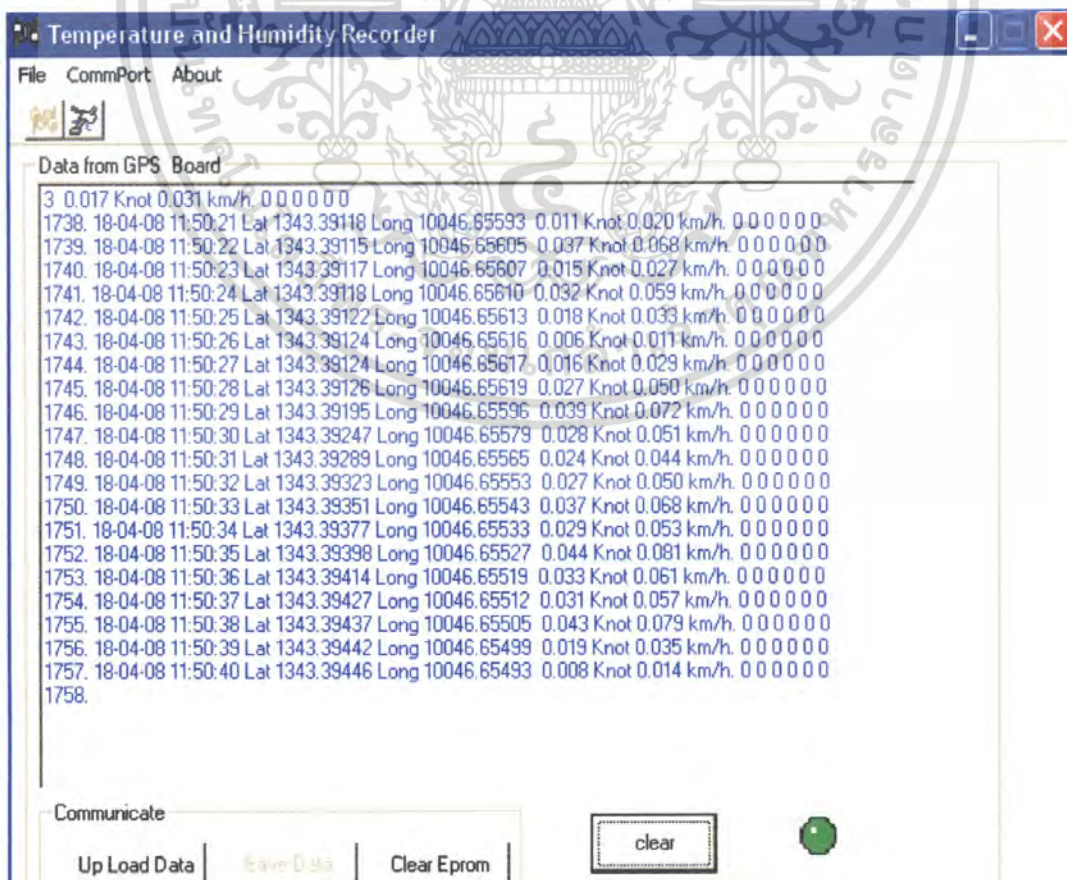 Temperature and Humidity Recorder
File CommPort About
Data from GPS Board
3 0.017 Knot 0.031 km/h. 0 0 0 0 0 0
1738. 18-04-08 11:50:21 Lat 1343.39118 Long 10046.65593 0.011 Knot 0.020 km/h. 0 0 0 0 0 0
1739. 18-04-08 11:50:22 Lat 1343.39115 Long 10046.65605 0.037 Knot 0.068 km/h. 0 0 0 0 0 0
1740. 18-04-08 11:50:23 Lat 1343.39117 Long 10046.65607 0.015 Knot 0.027 km/h. 0 0 0 0 0 0
1741. 18-04-08 11:50:24 Lat 1343.39118 Long 10046.65610 0.032 Knot 0.059 km/h. 0 0 0 0 0 0
1742. 18-04-08 11:50:25 Lat 1343.39122 Long 10046.65613 0.018 Knot 0.033 km/h. 0 0 0 0 0 0
1743. 18-04-08 11:50:26 Lat 1343.39124 Long 10046.65616 0.006 Knot 0.011 km/h. 0 0 0 0 0 0
1744. 18-04-08 11:50:27 Lat 1343.39124 Long 10046.65617 0.016 Knot 0.029 km/h. 0 0 0 0 0 0
1745. 18-04-08 11:50:28 Lat 1343.39126 Long 10046.65619 0.027 Knot 0.050 km/h. 0 0 0 0 0 0
1746. 18-04-08 11:50:29 Lat 1343.39195 Long 10046.65596 0.039 Knot 0.072 km/h. 0 0 0 0 0 0
1747. 18-04-08 11:50:30 Lat 1343.39247 Long 10046.65579 0.028 Knot 0.051 km/h. 0 0 0 0 0 0
1748. 18-04-08 11:50:31 Lat 1343.39289 Long 10046.65565 0.024 Knot 0.044 km/h. 0 0 0 0 0 0
1749. 18-04-08 11:50:32 Lat 1343.39323 Long 10046.65553 0.027 Knot 0.050 km/h. 0 0 0 0 0 0
1750. 18-04-08 11:50:33 Lat 1343.39351 Long 10046.65543 0.037 Knot 0.068 km/h. 0 0 0 0 0 0
1751. 18-04-08 11:50:34 Lat 1343.39377 Long 10046.65533 0.029 Knot 0.053 km/h. 0 0 0 0 0 0
1752. 18-04-08 11:50:35 Lat 1343.39398 Long 10046.65527 0.044 Knot 0.081 km/h. 0 0 0 0 0 0
1753. 18-04-08 11:50:36 Lat 1343.39414 Long 10046.65519 0.033 Knot 0.061 km/h. 0 0 0 0 0 0
1754. 18-04-08 11:50:37 Lat 1343.39427 Long 10046.65512 0.031 Knot 0.057 km/h. 0 0 0 0 0 0
1755. 18-04-08 11:50:38 Lat 1343.39437 Long 10046.65505 0.043 Knot 0.079 km/h. 0 0 0 0 0 0
1756. 18-04-08 11:50:39 Lat 1343.39442 Long 10046.65499 0.019 Knot 0.035 km/h. 0 0 0 0 0 0
1757. 18-04-08 11:50:40 Lat 1343.39446 Long 10046.65493 0.008 Knot 0.014 km/h. 0 0 0 0 0 0
1758.
Communicate
clear
Up Load Data Save Data Clear Eprom